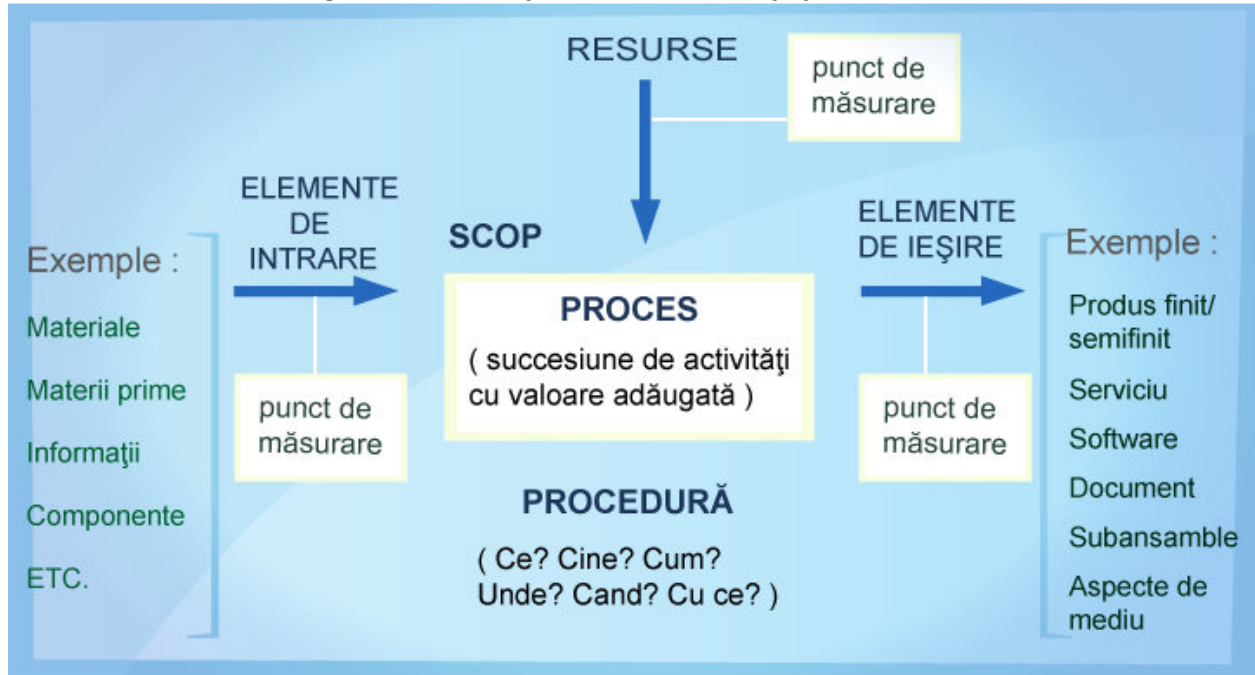 RESURSE
punct de
măsurare
ELEMENTE
DE
INTRARE
SCOP
ELEMENTE
DE IEŞIRE
Exemple :
Materiale
Materii prime
Informaţii
Componente
ETC.
punct de
măsurare
PROCES
( succesiune de activităţi
cu valoare adăugată )
PROCEDURĂ
( Ce? Cine? Cum?
Unde? Cand? Cu ce? )
punct de
măsurare
Exemple :
Produs finit/
semifinit
Serviciu
Software
Document
Subansamble
Aspecte de
mediu